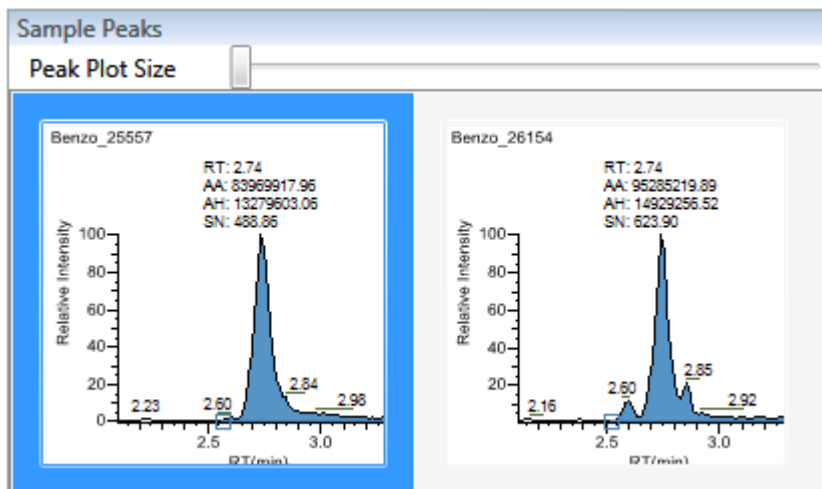 Sample Peaks
Peak Plot Size
Benzo_25557
RT: 2.74
AA: 83969917.96
AH: 13279603.06
SN: 488.86
Relative Intensity
100
80
60
40
20
0
2.23
2.60
2.84
2.98
2.5
3.0
RT(min)
Benzo_26154
RT: 2.74
AA: 95285219.89
AH: 14929256.52
SN: 623.90
Relative Intensity
100
80
60
40
20
2.16
2.60
2.85
2.92
2.5
3.0
RT(min)